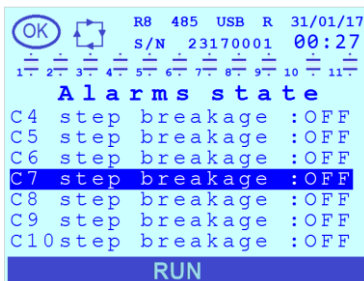 OK R8 485 USB R 31/01/17
S/N 23170001 00:27
1. 2. 3. 4. 5. 6. 7. 8. 9. 10. 11.
Alarms state
C4 step breakage :OFF
C5 step breakage :OFF
C6 step breakage :OFF
C7 step breakage :OFF
C8 step breakage :OFF
C9 step breakage :OFF
C10step breakage :OFF
RUN